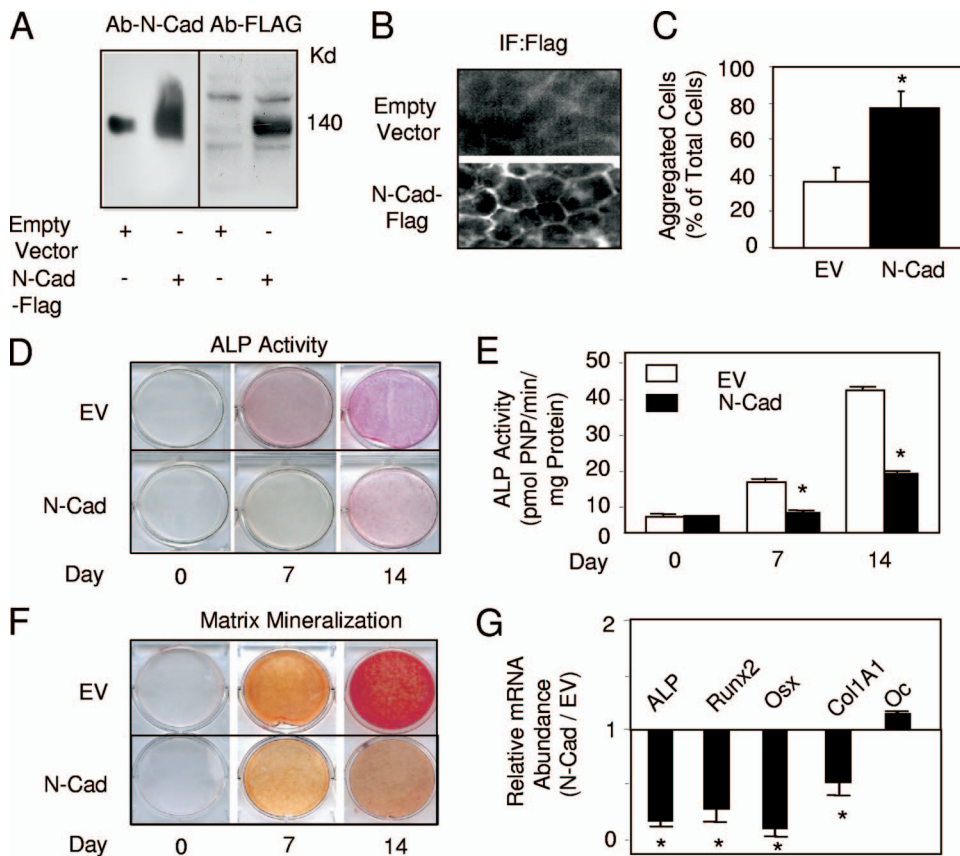 A
Ab-N-Cad Ab-FLAG
Kd
140
Empty Vector + - + -
N-Cad -Flag - + - +
B
IF:Flag
Empty Vector
N-Cad-Flag
C
Aggregated Cells
(% of Total Cells)
100
80
60
40
20
0
*
EV N-Cad
D
ALP Activity
EV
N-Cad
Day 0 7 14
E
ALP Activity
(pmol PNP/min/
mg Protein)
50
40
30
20
10
0
EV
N-Cad
* *
Day 0 7 14
F
Matrix Mineralization
EV
N-Cad
Day 0 7 14
G
Relative mRNA
Abundance
(N-Cad / EV)
2
1
0
ALP Runx2 Osx Col1A1 Oc
* * * *